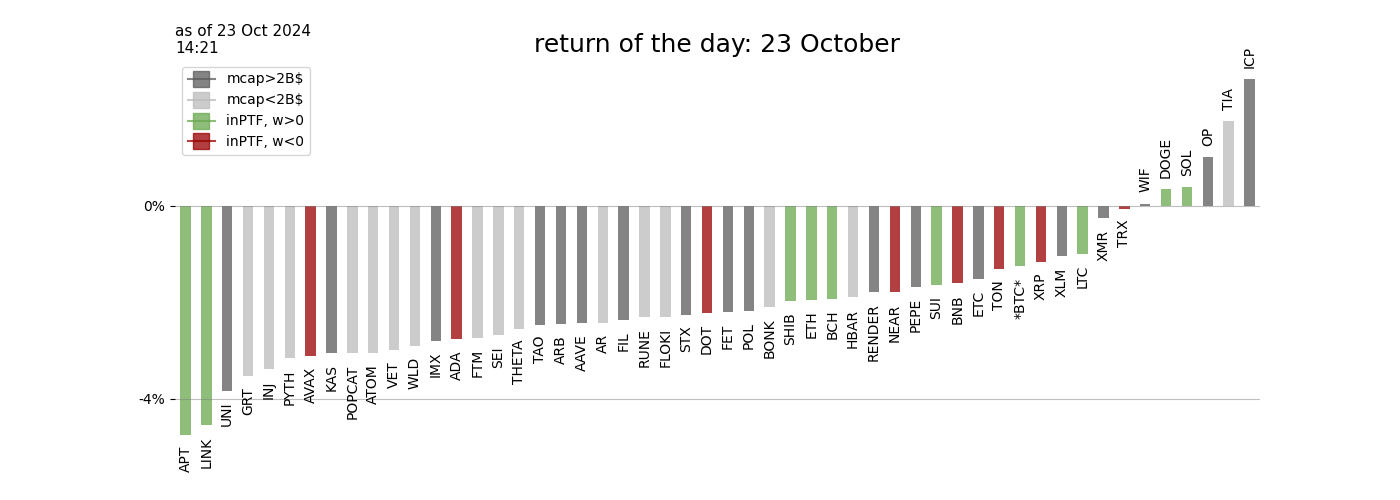 as of 23 Oct 2024
14:21
return of the day: 23 October
mcap>2B$
mcap<2B$
inPTF, w>0
inPTF, w<0
0%
-4%
APT
LINK
UNI
GRT
INJ
PYTH
AVAX
KAS
POPCAT
ATOM
VET
WLD
IMX
ADA
FTM
SEI
THETA
TAO
ARB
AAVE
AR
FIL
RUNE
FLOKI
STX
DOT
FET
POL
BONK
SHIB
ETH
BCH
HBAR
RENDER
NEAR
PEPE
SUI
BNB
ETC
TON
*BTC*
XRP
XLM
LTC
XMR
TRX
WIF
DOGE
SOL
OP
TIA
ICP